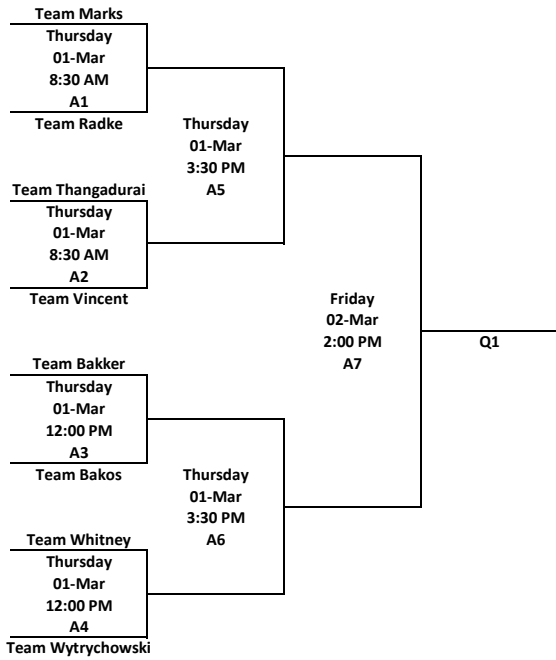 Team Marks
Thursday
01-Mar
8:30 AM
A1
Team Radke
Thursday
01-Mar
3:30 PM
A5
Team Thangadurai
Thursday
01-Mar
8:30 AM
A2
Team Vincent
Friday
02-Mar
2:00 PM
A7
Q1
Team Bakker
Thursday
01-Mar
12:00 PM
A3
Team Bakos
Thursday
01-Mar
3:30 PM
A6
Team Whitney
Thursday
01-Mar
12:00 PM
A4
Team Wytrychowski